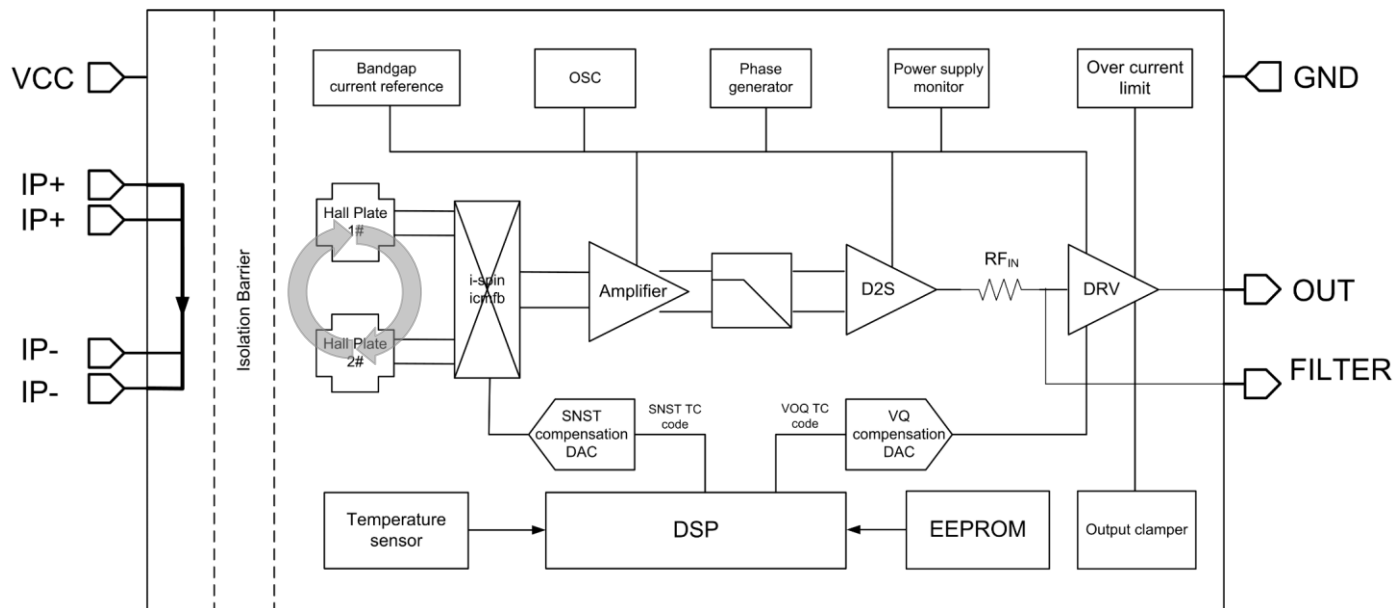 VCC
IP+
IP+
IP-
IP-
Isolation Barrier
Bandgap
current reference
OSC
Phase
generator
Power supply
monitor
Over current
limit
GND
Hall Plate
1#
Hall Plate
2#
i-spin
icmfb
Amplifier
D2S
RFIN
DRV
OUT
FILTER
SNST
compensation
DAC
SNST TC
code
VOQ TC
code
VQ
compensation
DAC
Temperature
sensor
DSP
EEPROM
Output clamper